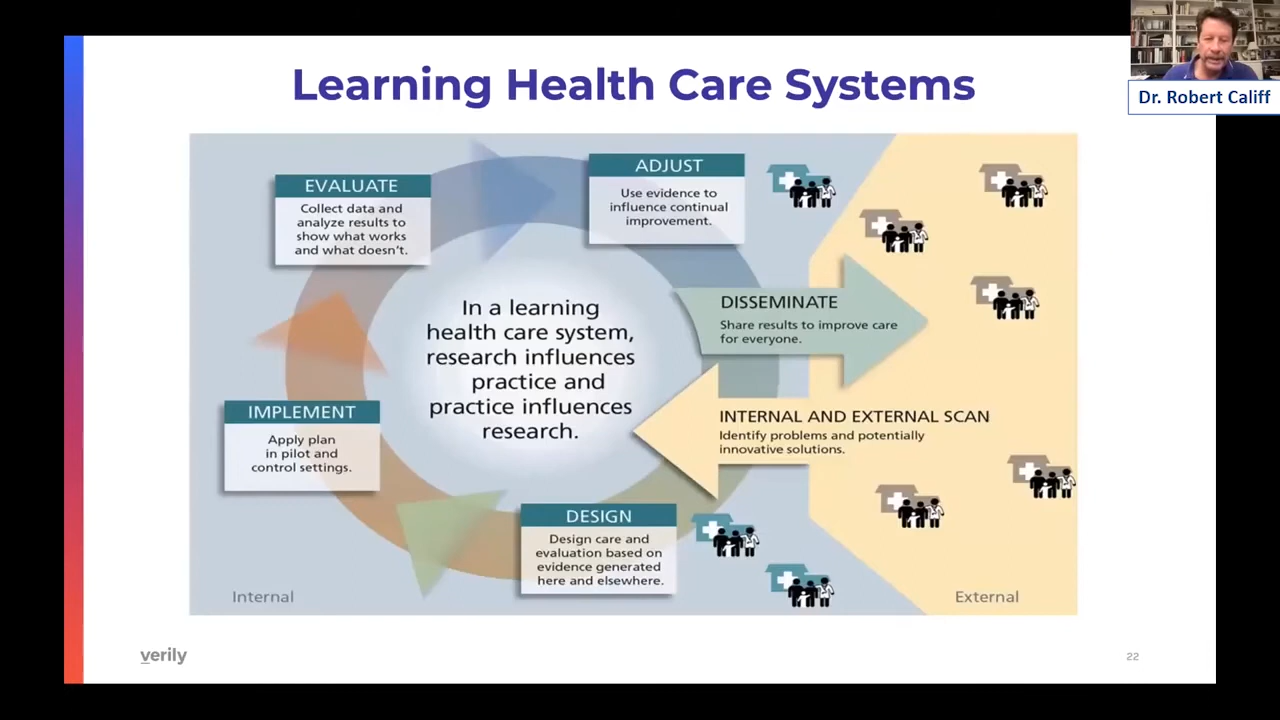 Learning Health Care Systems
Dr. Robert Califf
EVALUATE
Collect data and
analyze results to
show what works
and what doesn't.
ADJUST
Use evidence to
influence continual
improvement.
In a learning
health care system,
research influences
practice and
practice influences
research.
DISSEMINATE
Share results to improve care
for everyone.
INTERNAL AND EXTERNAL SCAN
Identify problems and potentially
innovative solutions.
IMPLEMENT
Apply plan
in pilot and
control settings.
DESIGN
Design care and
evaluation based on
evidence generated
here and elsewhere.
Internal
External
verily
22